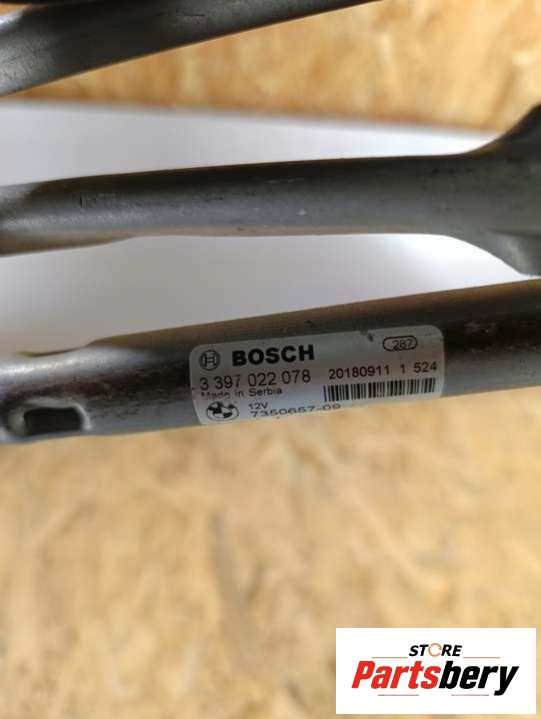 BOSCH
287
3 397 022 078 20180911 1 524
Made in Serbia
12V
7350657-09
STORE
Partsbery